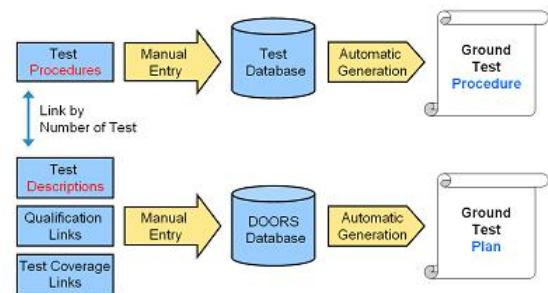 Test
Procedures
Manual
Entry
Test
Database
Automatic
Generation
Ground
Test
Procedure
Link by
Number of Test
Test
Descriptions
Qualification
Links
Test Coverage
Links
Manual
Entry
DOORS
Database
Automatic
Generation
Ground
Test
Plan